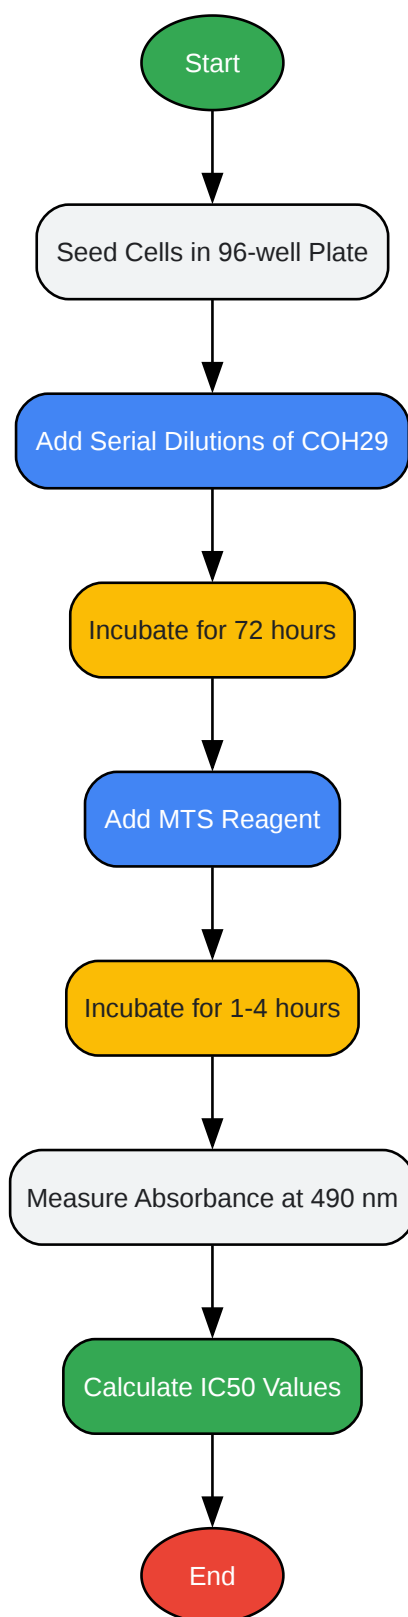 Start
Seed Cells in 96-well Plate
Add Serial Dilutions of COH29
Incubate for 72 hours
Add MTS Reagent
Incubate for 1-4 hours
Measure Absorbance at 490 nm
Calculate IC50 Values
End